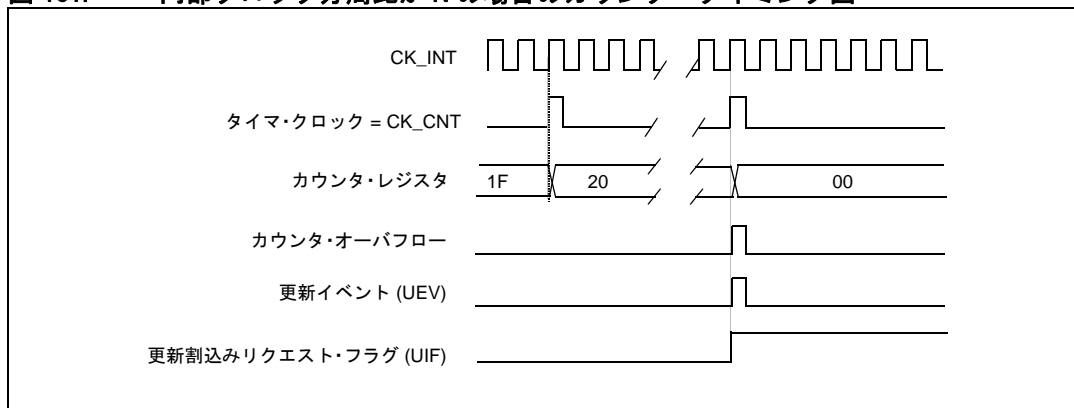 CK_INT
タイマ・クロック = CK_CNT
カウンタ・レジスタ 1F 20 00
カウンタ・オーバフロー
更新イベント (UEV)
更新割込みリクエスト・フラグ (UIF)